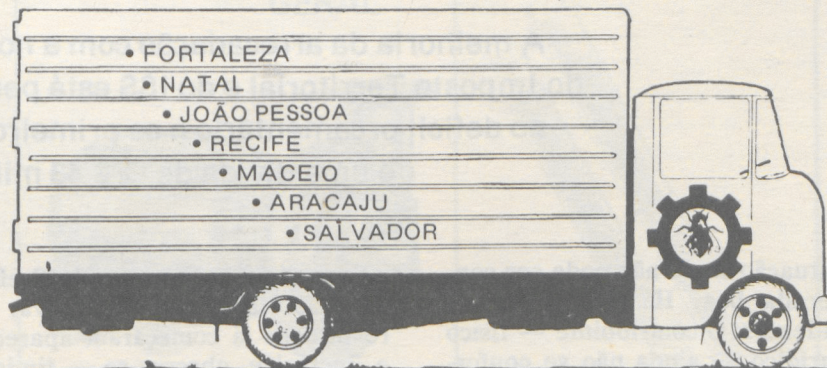 • FORTALEZA
• NATAL
• JOÃO PESSOA
• RECIFE
• MACEIO
• ARACAJU
• SALVADOR